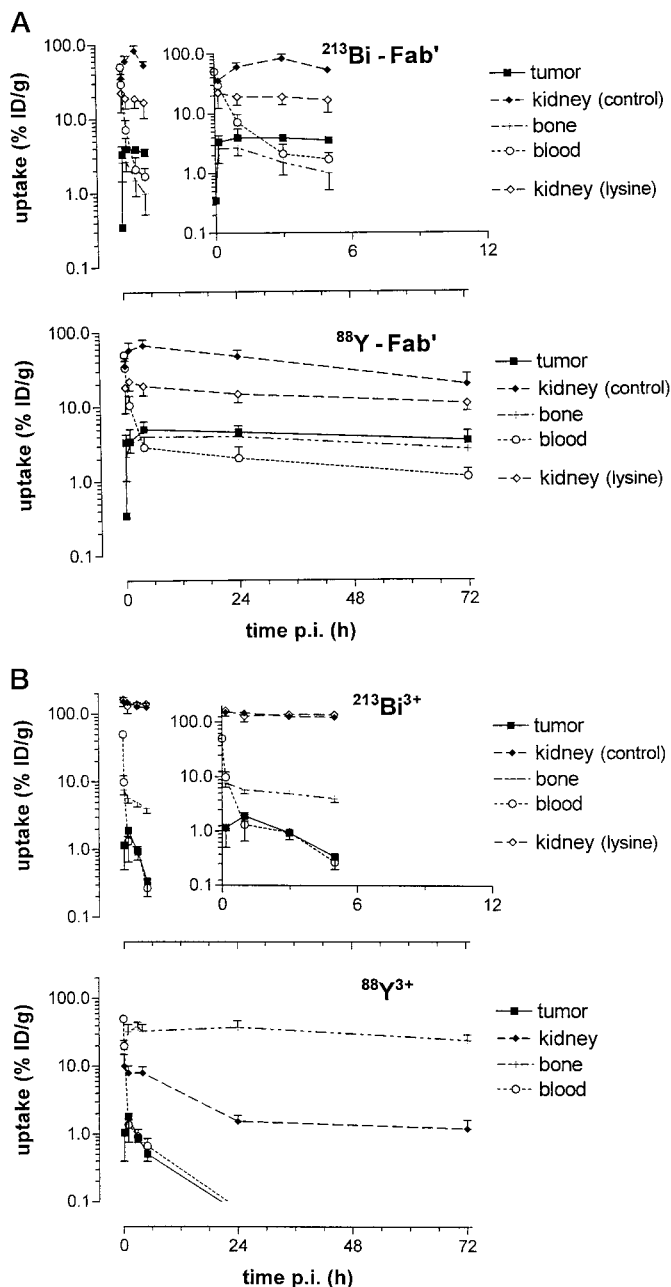 A
²¹³Bi - Fab'
uptake (% ID/g)
100.0
10.0
1.0
0.1
100.0
10.0
1.0
0.1
0
6
12
tumor
kidney (control)
bone
blood
kidney (lysine)
⁸⁸Y - Fab'
uptake (% ID/g)
100.0
10.0
1.0
0.1
tumor
kidney (control)
bone
blood
kidney (lysine)
0
24
48
72
time p.i. (h)
B
²¹³Bi³⁺
uptake (% ID/g)
100.0
10.0
1.0
0.1
100.0
10.0
1.0
0.1
0
6
12
tumor
kidney (control)
bone
blood
kidney (lysine)
⁸⁸Y³⁺
uptake (% ID/g)
100.0
10.0
1.0
0.1
tumor
kidney
bone
blood
0
24
48
72
time p.i. (h)